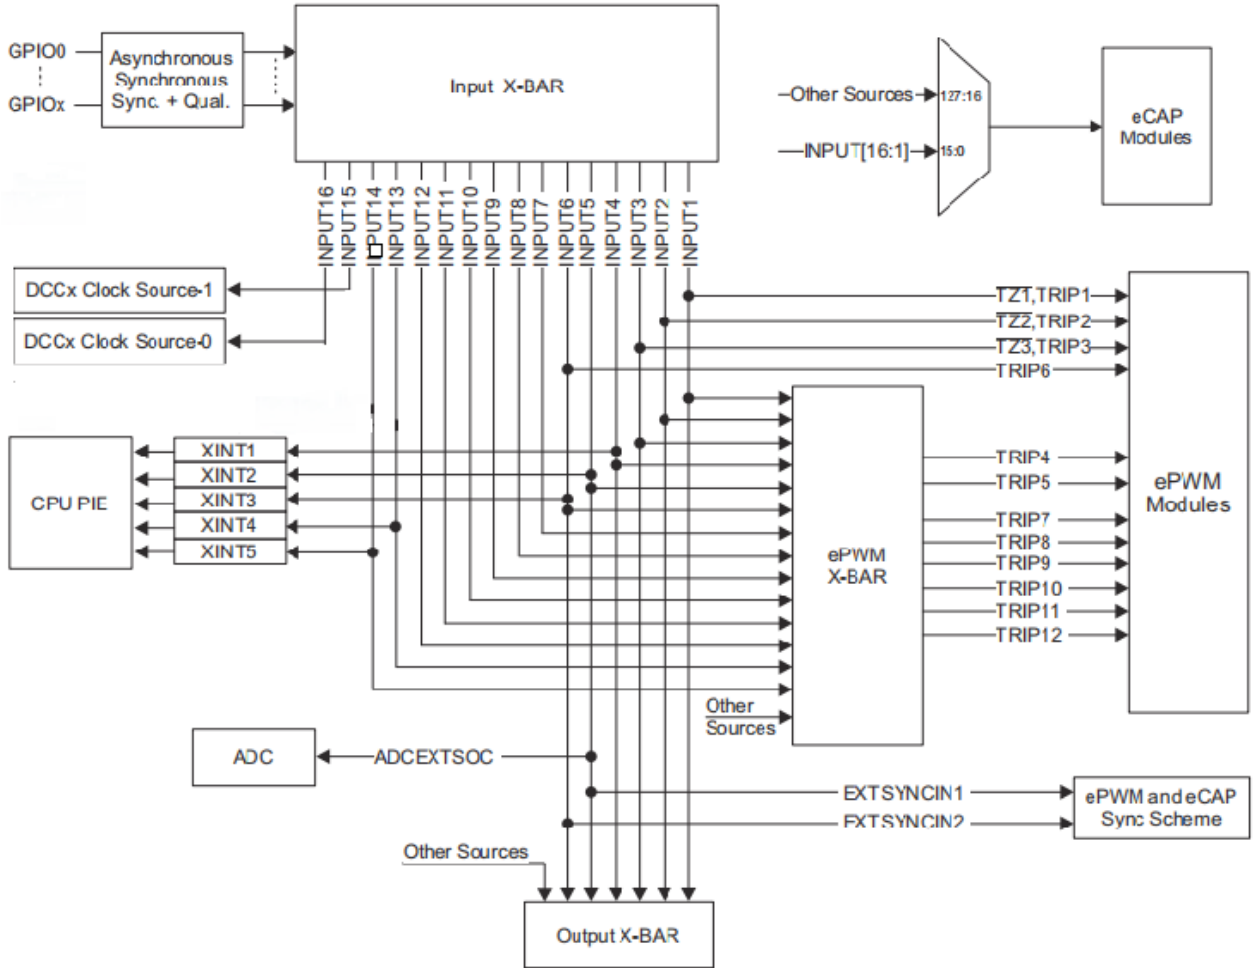 GPIO0
GPIOx
Asynchronous
Synchronous
Sync. + Qual.
Input X-BAR
Other Sources
127:16
INPUT[16:1]
15:0
eCAP
Modules
INPUT16
INPUT15
INPUT14
INPUT13
INPUT12
INPUT11
INPUT10
INPUT9
INPUT8
INPUT7
INPUT6
INPUT5
INPUT4
INPUT3
INPUT2
INPUT1
DCCx Clock Source-1
DCCx Clock Source-0
TZ1,TRIP1
TZ2,TRIP2
TZ3,TRIP3
TRIP6
CPU PIE
XINT1
XINT2
XINT3
XINT4
XINT5
ePWM
X-BAR
TRIP4
TRIP5
TRIP7
TRIP8
TRIP9
TRIP10
TRIP11
TRIP12
ePWM
Modules
Other
Sources
ADC
ADCEXTSOC
EXTSYNCIN1
EXTSYNCIN2
ePWM and eCAP
Sync Scheme
Other Sources
Output X-BAR